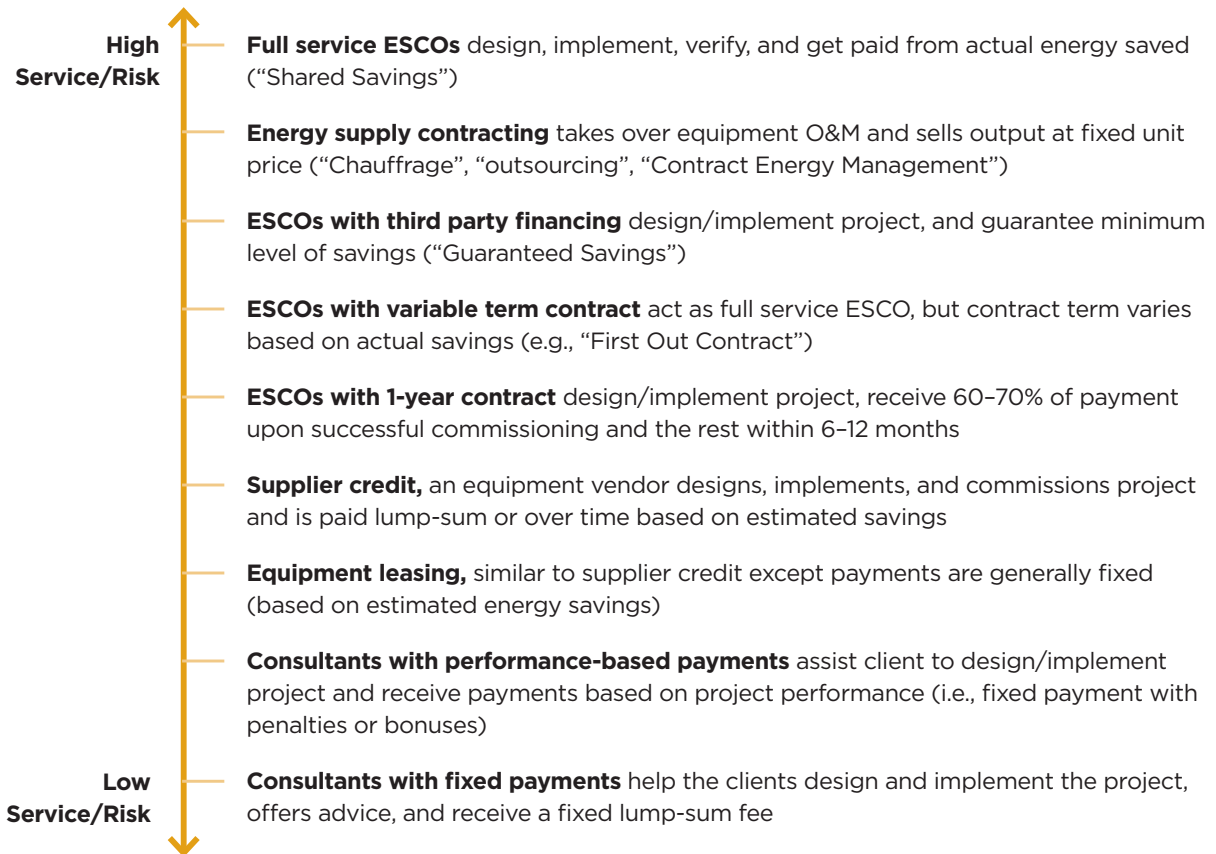 High
Service/Risk
Full service ESCOs design, implement, verify, and get paid from actual energy saved
(“Shared Savings”)
Energy supply contracting takes over equipment O&M and sells output at fixed unit
price (“Chauffrage”, “outsourcing”, “Contract Energy Management”)
ESCOs with third party financing design/implement project, and guarantee minimum
level of savings (“Guaranteed Savings”)
ESCOs with variable term contract act as full service ESCO, but contract term varies
based on actual savings (e.g., “First Out Contract”)
ESCOs with 1-year contract design/implement project, receive 60–70% of payment
upon successful commissioning and the rest within 6–12 months
Supplier credit, an equipment vendor designs, implements, and commissions project
and is paid lump-sum or over time based on estimated savings
Equipment leasing, similar to supplier credit except payments are generally fixed
(based on estimated energy savings)
Consultants with performance-based payments assist client to design/implement
project and receive payments based on project performance (i.e., fixed payment with
penalties or bonuses)
Low
Service/Risk
Consultants with fixed payments help the clients design and implement the project,
offers advice, and receive a fixed lump-sum fee